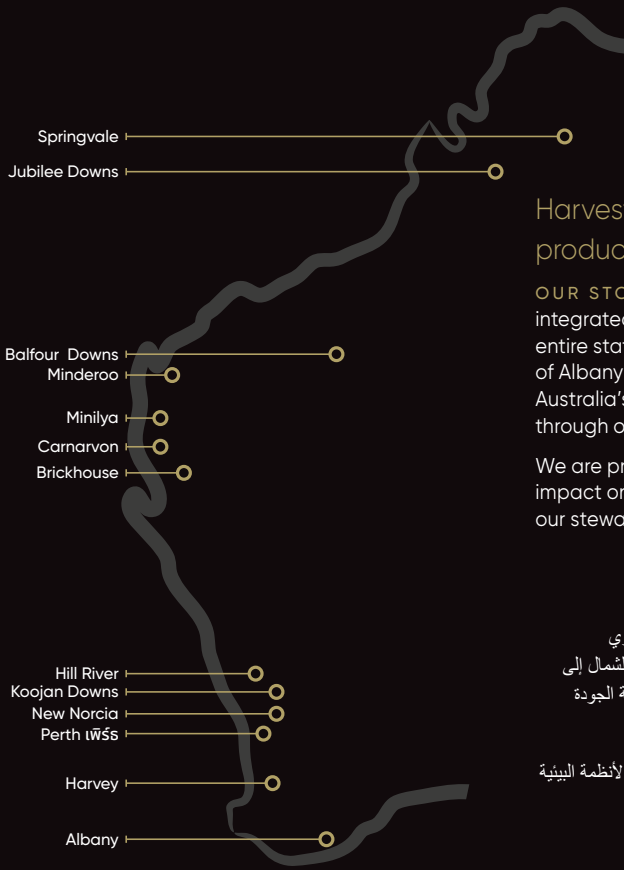 Springvale
Jubilee Downs
Balfour Downs
Minderoo
Minilya
Carnarvon
Brickhouse
Hill River
Koojan Downs
New Norcia
Perth เพิร์ธ
Harvey
Albany
Harves
produc
OUR STO
integrated
entire stat
of Albany
Australia's
through o
We are pr
impact on
our stewa
ري
لشمال إلى
ة الجودة
لأنظمة البيئية